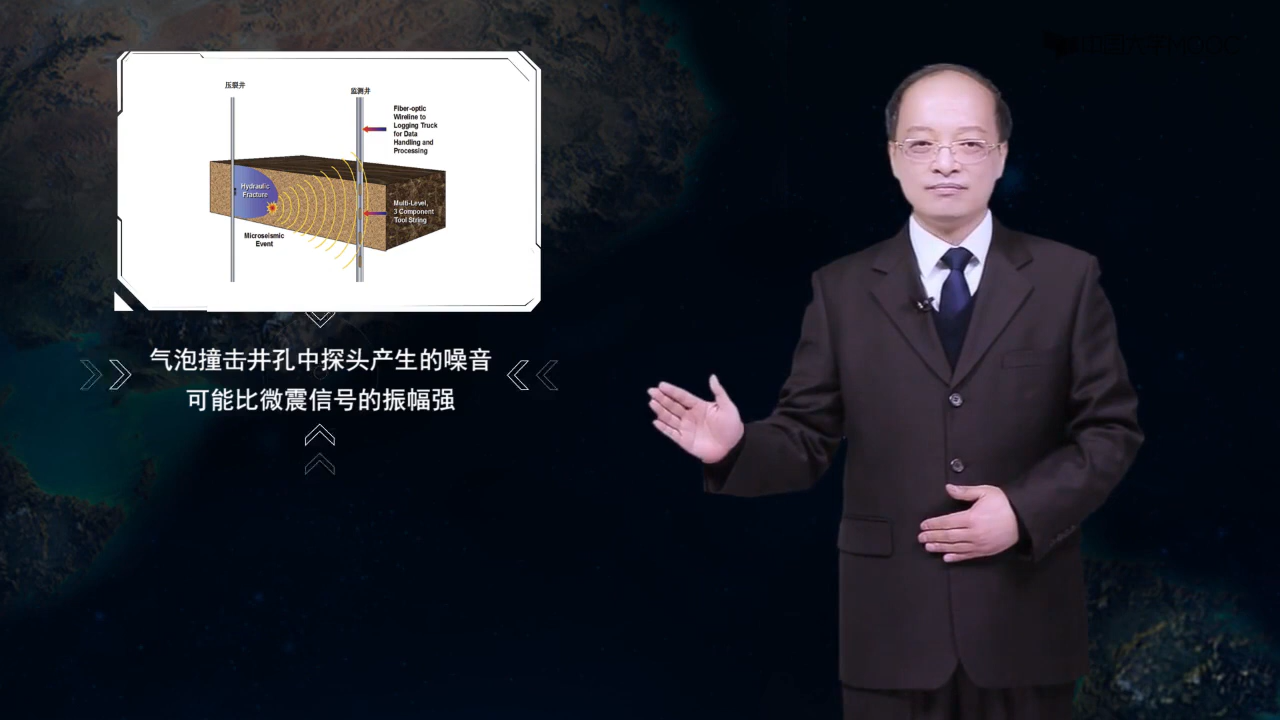 压裂井
监测井
Fiber-optic
Wireline to
Logging Truck
for Data
Handling and
Processing
Hydraulic
Fracture
Multi-Level,
3 Component
Tool String
Microseismic
Event
气泡撞击井孔中探头产生的噪音
可能比微震信号的振幅强